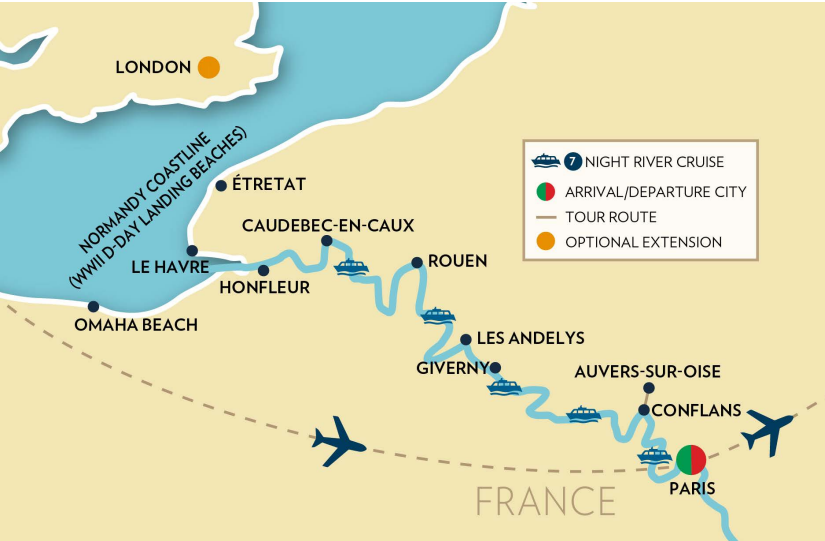 LONDON
NORMANDY COASTLINE
(WWII D-DAY LANDING BEACHES)
7 NIGHT RIVER CRUISE
ARRIVAL/DEPARTURE CITY
TOUR ROUTE
OPTIONAL EXTENSION
ÉTRETAT
CAUDEBEC-EN-CAUX
LE HAVRE
ROUEN
HONFLEUR
OMAHA BEACH
LES ANDELYS
GIVERNY
AUVERS-SUR-OISE
CONFLANS
PARIS
FRANCE